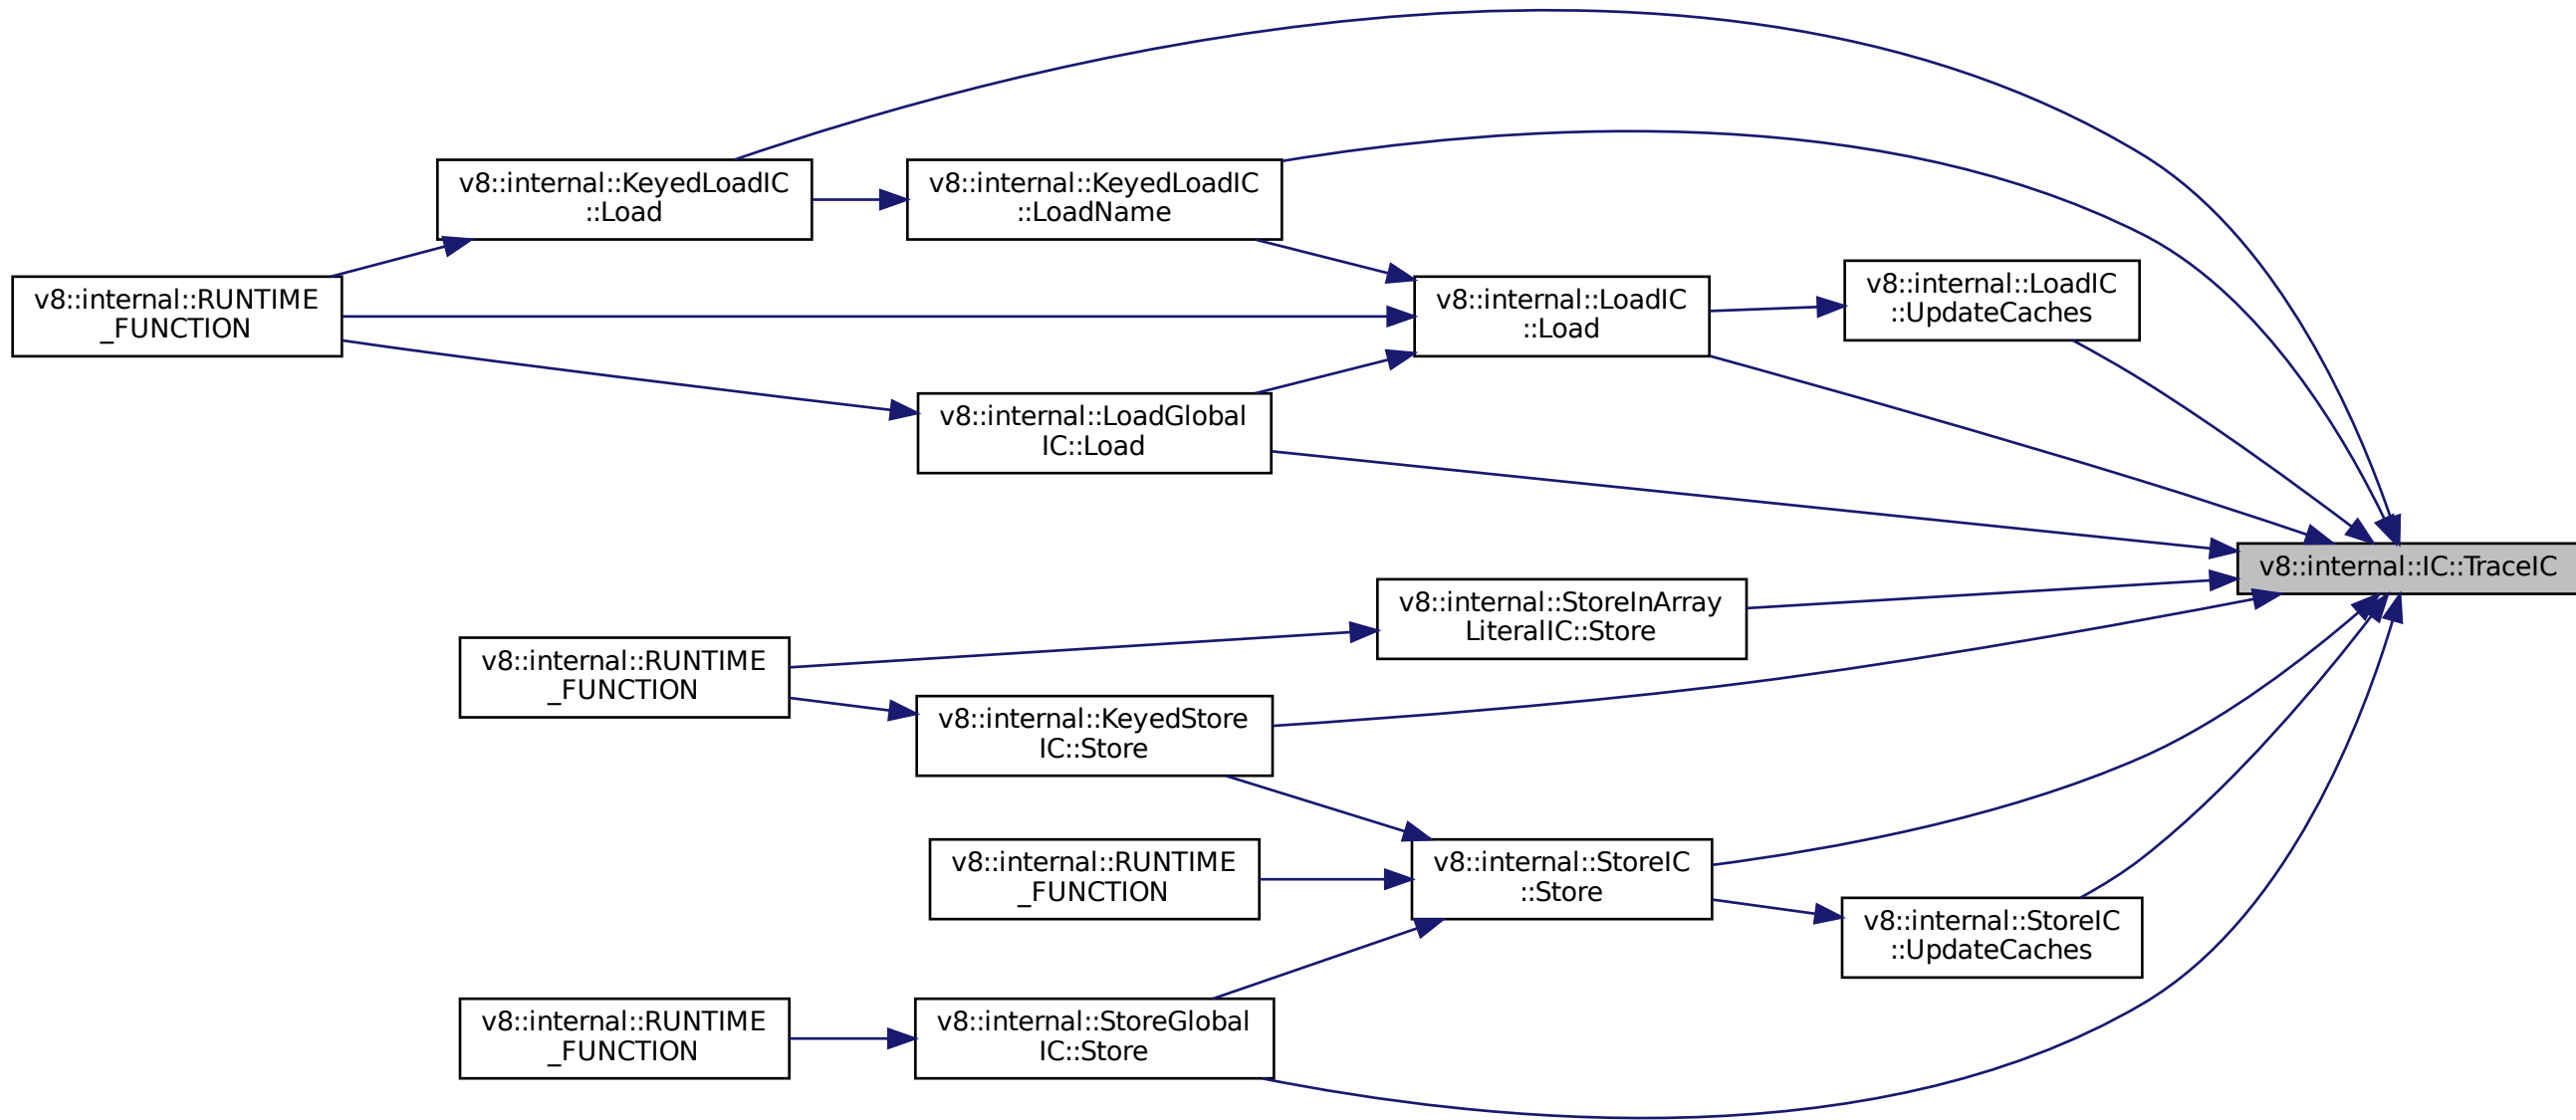 v8::internal::KeyedLoadIC
::Load
v8::internal::KeyedLoadIC
::LoadName
v8::internal::RUNTIME
_FUNCTION
v8::internal::LoadIC
::Load
v8::internal::LoadIC
::UpdateCaches
v8::internal::LoadGlobal
IC::Load
v8::internal::IC::TraceIC
v8::internal::StoreInArray
LiteralIC::Store
v8::internal::RUNTIME
_FUNCTION
v8::internal::KeyedStore
IC::Store
v8::internal::RUNTIME
_FUNCTION
v8::internal::StoreIC
::Store
v8::internal::StoreIC
::UpdateCaches
v8::internal::RUNTIME
_FUNCTION
v8::internal::StoreGlobal
IC::Store